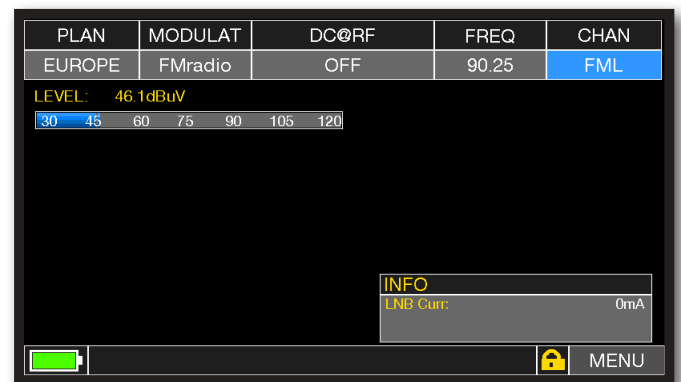 PLAN MODULAT DC@RF FREQ CHAN
EUROPE FMradio OFF 90.25 FML
LEVEL: 46.1dBuV
30 45 60 75 90 105 120
INFO
LNB Curr: 0mA
MENU